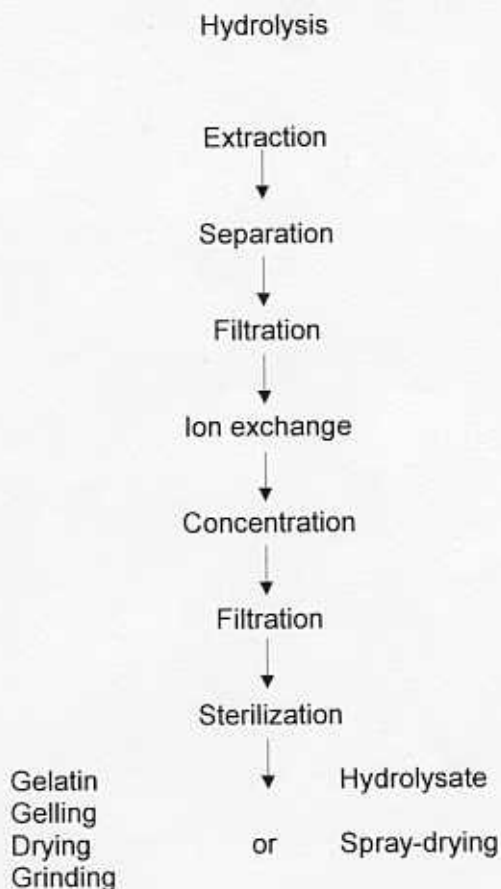 Hydrolysis
Extraction
Separation
Filtration
Ion exchange
Concentration
Filtration
Sterilization
Gelatin
Hydrolysate
Gelling
Drying or Spray-drying
Grinding